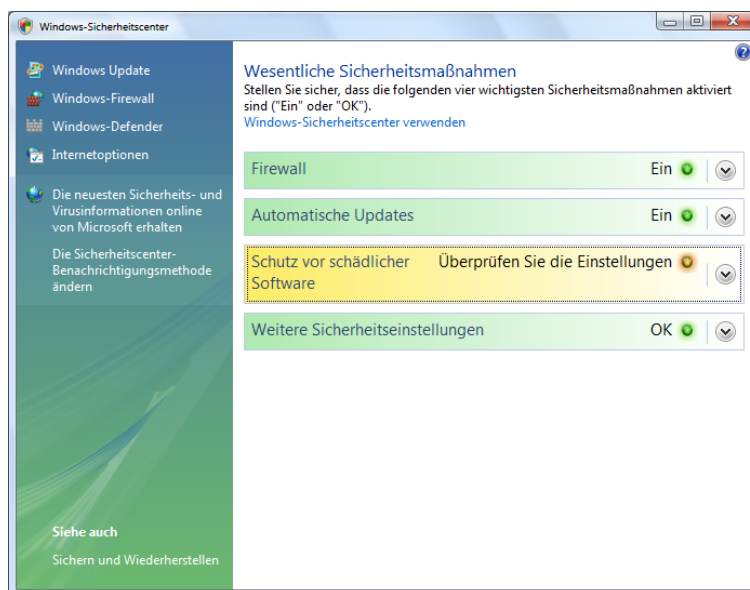 Windows-Sicherheitscenter
Windows Update
Windows-Firewall
Windows-Defender
Internetoptionen
Die neuesten Sicherheits- und
Virusinformationen online
von Microsoft erhalten
Die Sicherheitscenter-
Benachrichtigungsmethode
ändern
Siehe auch
Sichern und Wiederherstellen
Wesentliche Sicherheitsmaßnahmen
Stellen Sie sicher, dass die folgenden vier wichtigsten Sicherheitsmaßnahmen aktiviert
sind ("Ein" oder "OK").
Windows-Sicherheitscenter verwenden
Firewall Ein
Automatische Updates Ein
Schutz vor schädlicher Überprüfen Sie die Einstellungen
Software
Weitere Sicherheitseinstellungen OK